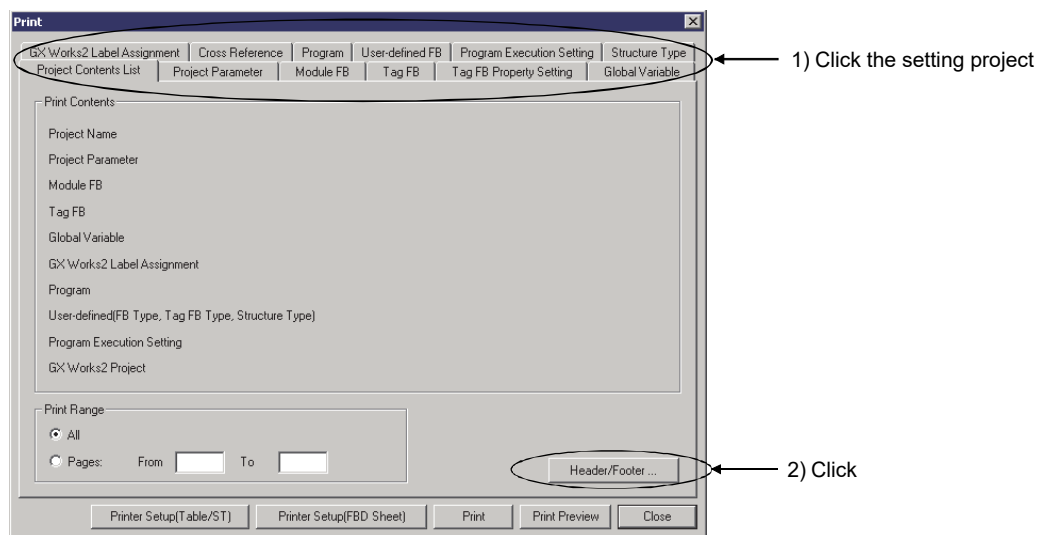 Print
GX Works2 Label Assignment Cross Reference Program User-defined FB Program Execution Setting Structure Type
Project Contents List Project Parameter Module FB Tag FB Tag FB Property Setting Global Variable
1) Click the setting project
Print Contents
Project Name
Project Parameter
Module FB
Tag FB
Global Variable
GX Works2 Label Assignment
Program
User-defined(FB Type, Tag FB Type, Structure Type)
Program Execution Setting
GX Works2 Project
Print Range
All
Pages: From To
Header/Footer ...
2) Click
Printer Setup(Table/ST) Printer Setup(FBD Sheet) Print Print Preview Close